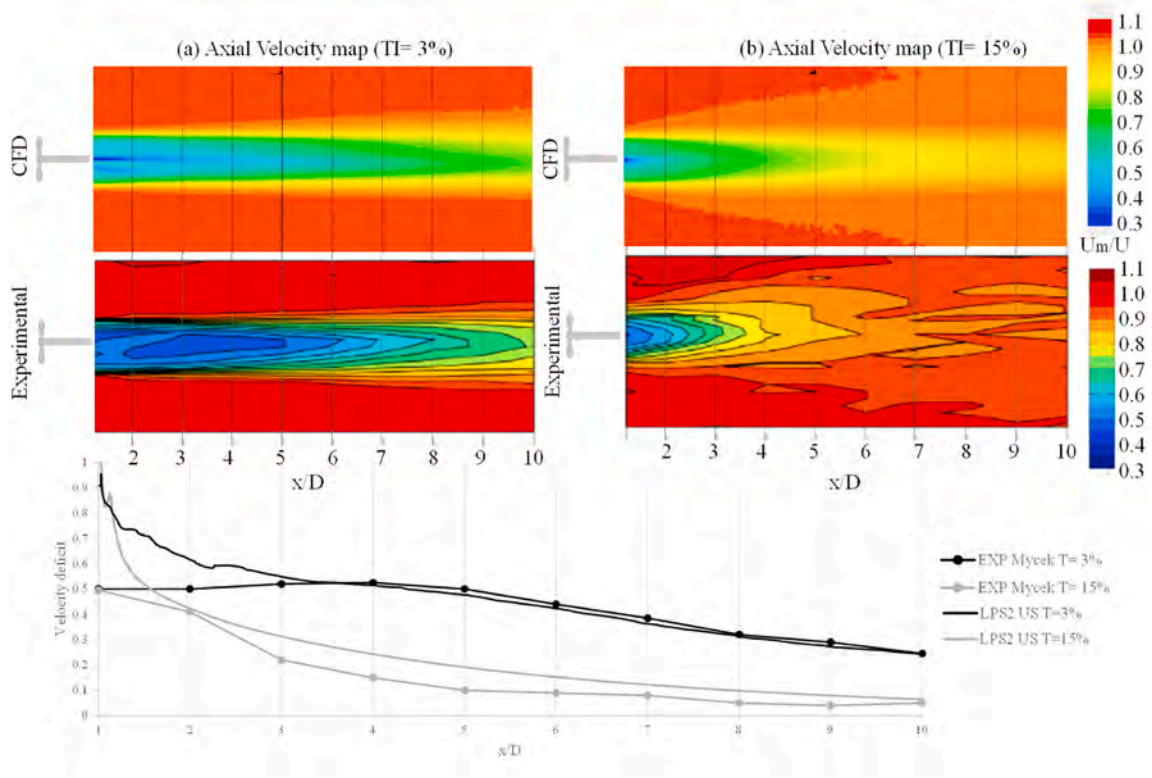 (a) Axial Velocity map (TI= 3%)
(b) Axial Velocity map (TI= 15%)
CFD
CFD
1.1
1.0
0.9
0.8
0.7
0.6
0.5
0.4
0.3
Um/U
Experimental
Experimental
1.1
1.0
0.9
0.8
0.7
0.6
0.5
0.4
0.3
2 3 4 5 6 7 8 9 10
x/D
2 3 4 5 6 7 8 9 10
x/D
1
0.9
0.8
0.7
0.6
0.5
0.4
0.3
0.2
0.1
0
Velocity deficit
1 2 3 4 5 6 7 8 9 10
x/D
EXP Mycek T= 3%
EXP Mycek T= 15%
LPS2 US T=3%
LPS2 US T=15%